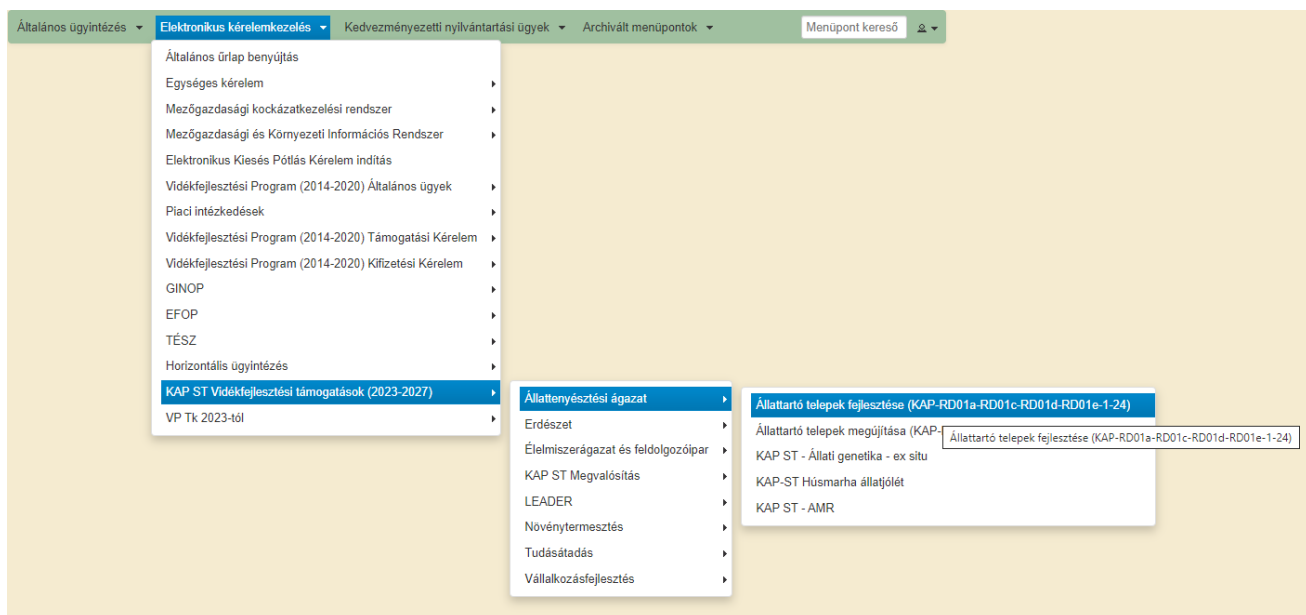 Általános ügyintézés Elektronikus kérelemkezelés Kedvezményezetti nyilvántartási ügyek Archivált menüpontok Menüpont kereső
Általános űrlap benyújtás
Egységes kérelem
Mezőgazdasági kockázatkezelési rendszer
Mezőgazdasági és Környezeti Információs Rendszer
Elektronikus Kiesés Pótlás Kérelem indítás
Vidékfejlesztési Program (2014-2020) Általános ügyek
Piaci intézkedések
Vidékfejlesztési Program (2014-2020) Támogatási Kérelem
Vidékfejlesztési Program (2014-2020) Kifizetési Kérelem
GINOP
EFOP
TÉSZ
Horizontális ügyintézés
KAP ST Vidékfejlesztési támogatások (2023-2027)
VP Tk 2023-tól
Állattenyésztési ágazat
Erdészet
Élelmiszerágazat és feldolgozóipar
KAP ST Megvalósítás
LEADER
Növénytermesztés
Tudásátadás
Vállalkozásfejlesztés
Állattartó telepek fejlesztése (KAP-RD01a-RD01c-RD01d-RD01e-1-24)
Állattartó telepek megújítása (KAP-
Állattartó telepek fejlesztése (KAP-RD01a-RD01c-RD01d-RD01e-1-24)
KAP ST - Állati genetika - ex situ
KAP-ST Húsmarha állatjólét
KAP ST - AMR